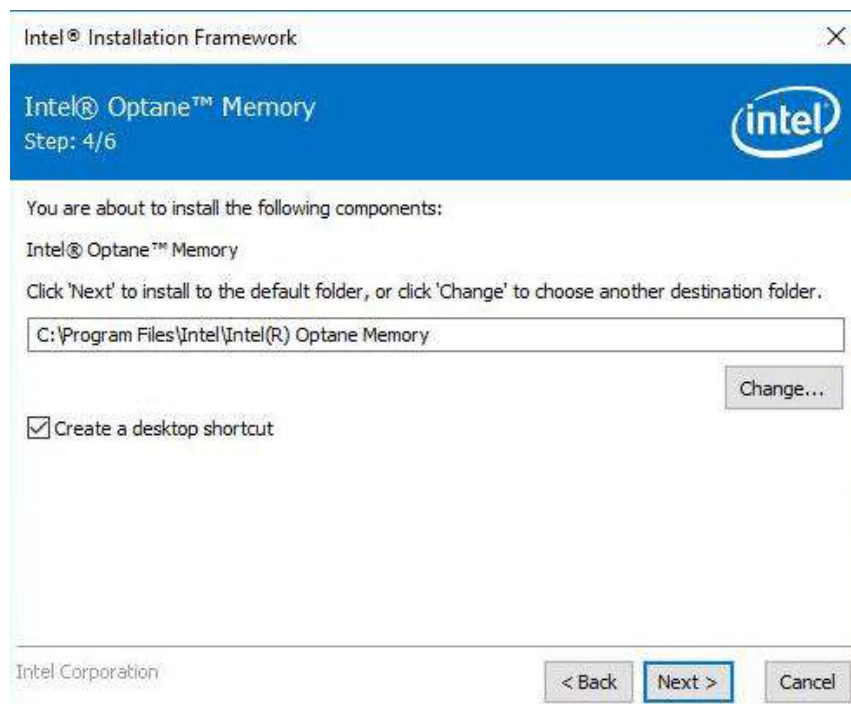 Intel® Installation Framework
Intel® Optane™ Memory
Step: 4/6
intel
You are about to install the following components:
Intel® Optane™ Memory
Click 'Next' to install to the default folder, or click 'Change' to choose another destination folder.
C:\Program Files\Intel\Intel(R) Optane Memory
Change...
Create a desktop shortcut
Intel Corporation
< Back Next > Cancel